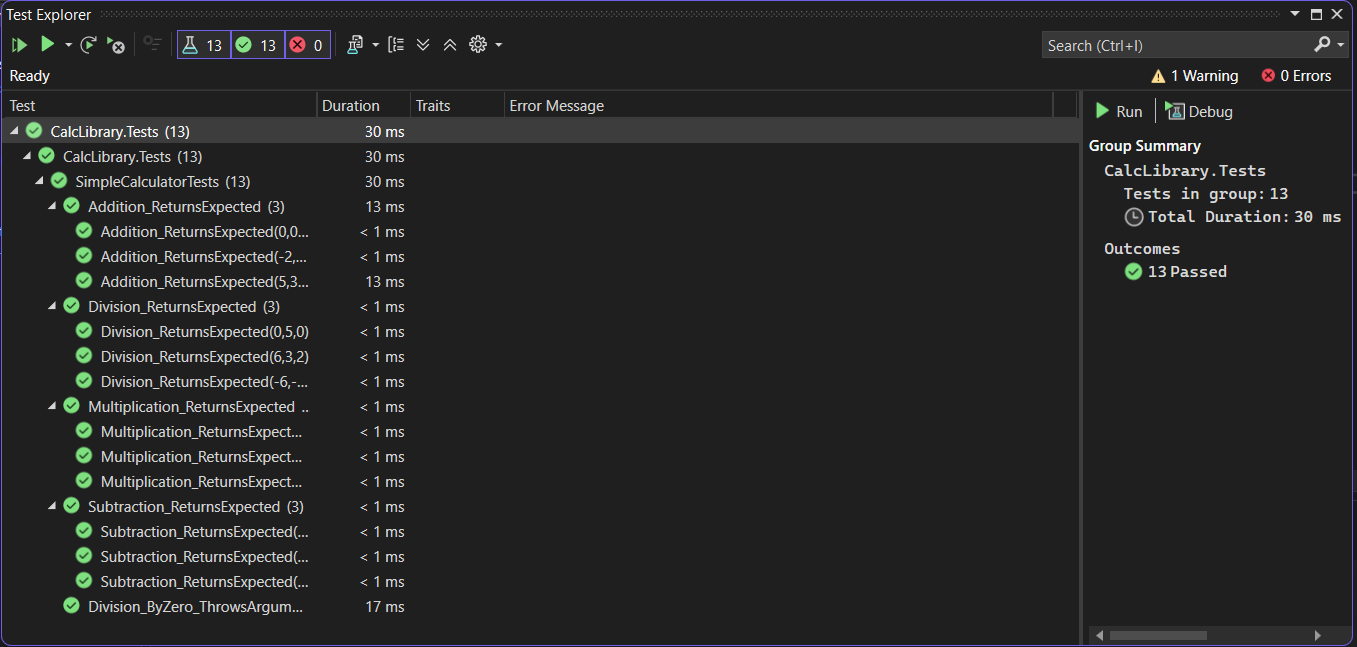 Test Explorer
13 13 0
Search (Ctrl+I)
Ready
1 Warning 0 Errors
Test Duration Traits Error Message
CalcLibrary.Tests (13) 30 ms
CalcLibrary.Tests (13) 30 ms
SimpleCalculatorTests (13) 30 ms
Addition_ReturnsExpected (3) 13 ms
Addition_ReturnsExpected(0,0... < 1 ms
Addition_ReturnsExpected(-2,... < 1 ms
Addition_ReturnsExpected(5,3... 13 ms
Division_ReturnsExpected (3) < 1 ms
Division_ReturnsExpected(0,5,0) < 1 ms
Division_ReturnsExpected(6,3,2) < 1 ms
Division_ReturnsExpected(-6,-... < 1 ms
Multiplication_ReturnsExpected .. < 1 ms
Multiplication_ReturnsExpect... < 1 ms
Multiplication_ReturnsExpect... < 1 ms
Multiplication_ReturnsExpect... < 1 ms
Subtraction_ReturnsExpected (3) < 1 ms
Subtraction_ReturnsExpected(... < 1 ms
Subtraction_ReturnsExpected(... < 1 ms
Subtraction_ReturnsExpected(... < 1 ms
Division_ByZero_ThrowsArgum... 17 ms
Run Debug
Group Summary
CalcLibrary.Tests
Tests in group: 13
Total Duration: 30 ms
Outcomes
13 Passed